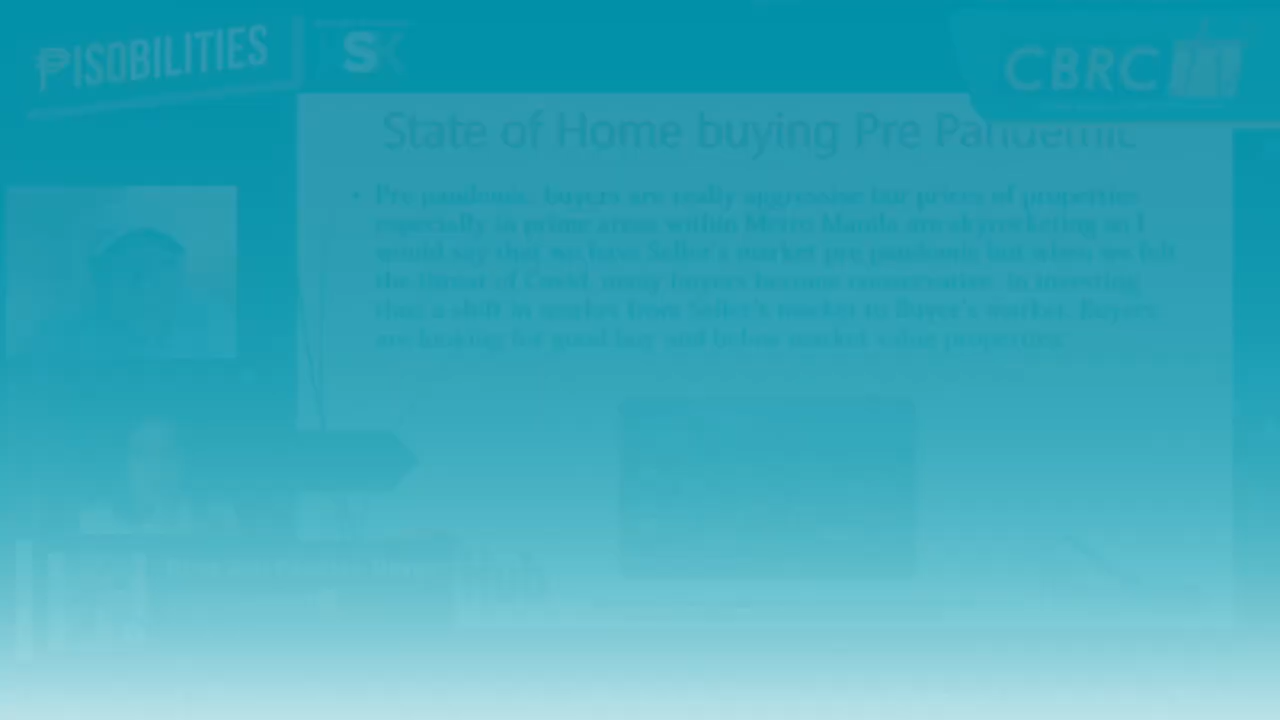 ₱ISOBILITIES
SK
CBRC
State of Home buying Pre Pandemic
• Pre pandemic, buyers are really aggressive but prices of properties
especially in prime areas within Metro Manila are skyrocketing so I
would say that we have Seller's market pre pandemic but when we felt
the threat of Covid, many buyers become conservative in investing
thus a shift in market from Seller's market to Buyer's market. Buyers
are looking for good buy and below market value properties